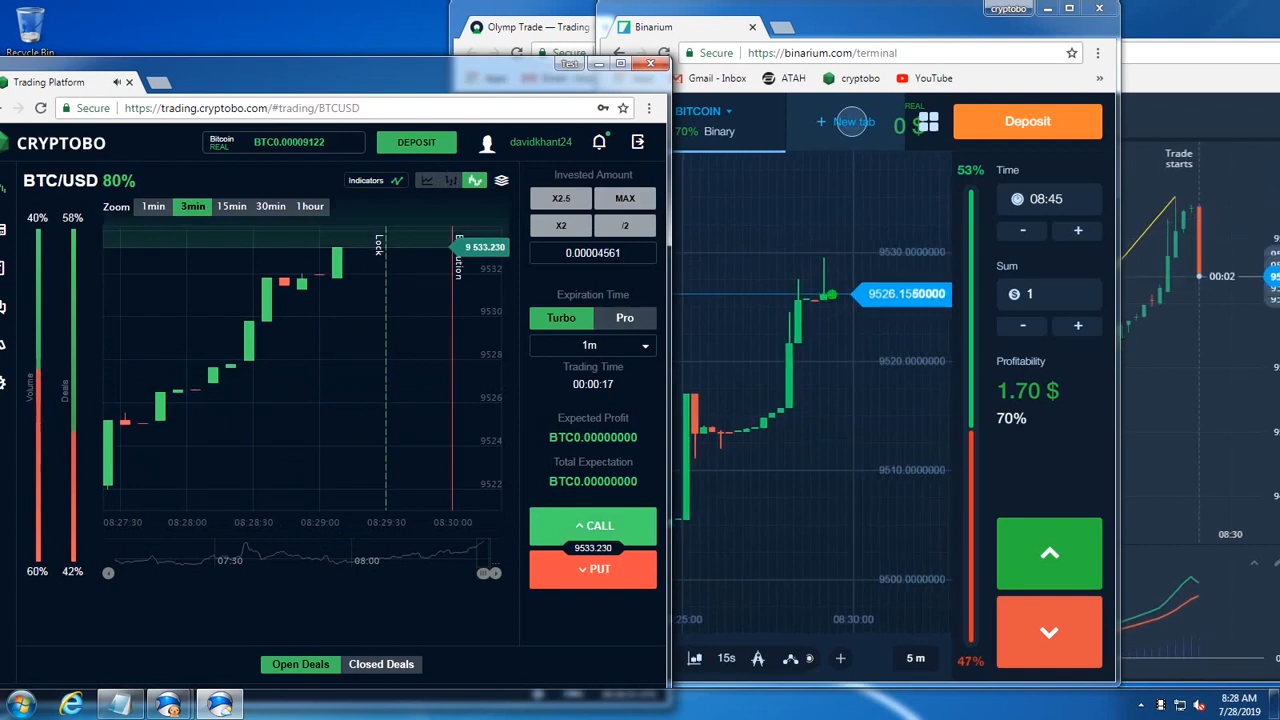 Recycle Bin
Olymp Trade — Trading
Binarium
cryptobo
Secure
Secure https://binarium.com/terminal
Gmail - Inbox ATAH cryptobo YouTube »
Trading Platform
Test
Secure https://trading.cryptobo.com/#trading/BTCUSD
CRYPTOBO
Bitcoin
REAL
BTC0.00009122
DEPOSIT
davidkhant24
BTC/USD 80%
Indicators
Zoom 1min 3min 15min 30min 1hour
40% 58%
Lock
9 533.230
9532
9530
9528
9526
9524
9522
Volume
Deals
08:27:30 08:28:00 08:28:30 08:29:00 08:29:30 08:30:00
07:30 08:00
60% 42%
Open Deals Closed Deals
Invested Amount
X2.5 MAX
X2 /2
0.00004561
Expiration Time
Turbo Pro
1m
Trading Time
00:00:17
Expected Profit
BTC0.00000000
Total Expectation
BTC0.00000000
CALL
9533.230
PUT
BITCOIN
70% Binary
+ New tab
REAL
0 $
Deposit
53%
9530.0000000
9520.0000000
9510.0000000
9500.0000000
:25:00 08:30:00
15s
5 m
47%
Time
08:45
- +
Sum
1
- +
Profitability
1.70 $
70%
Trade
starts
00:02
08:30
8:28 AM
7/28/2019